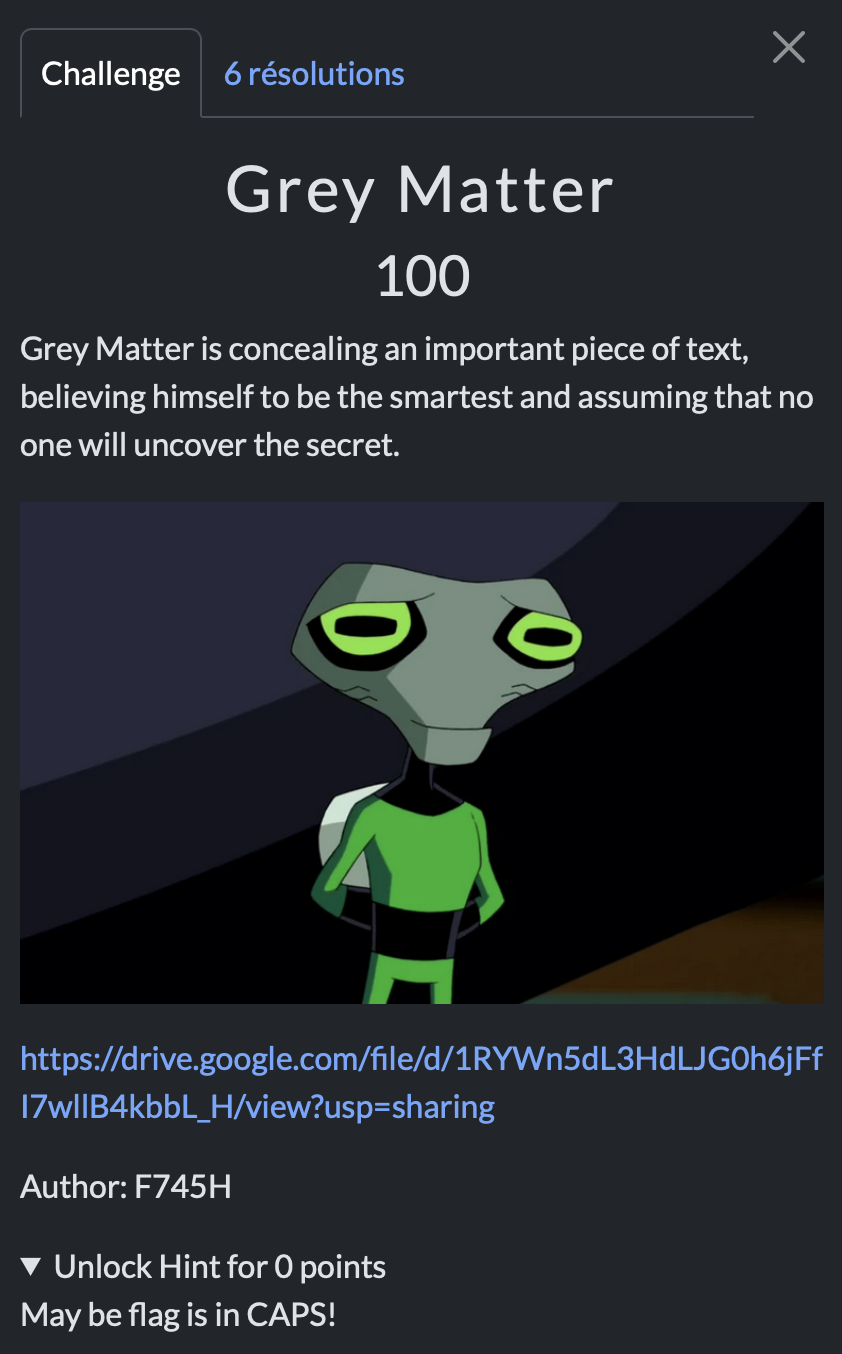 Challenge
6 résolutions
Grey Matter
100
Grey Matter is concealing an important piece of text,
believing himself to be the smartest and assuming that no
one will uncover the secret.
https://drive.google.com/file/d/1RYWn5dL3HdLJG0h6jFf
I7wllB4kbbL_H/view?usp=sharing
Author: F745H
▼ Unlock Hint for 0 points
May be flag is in CAPS!